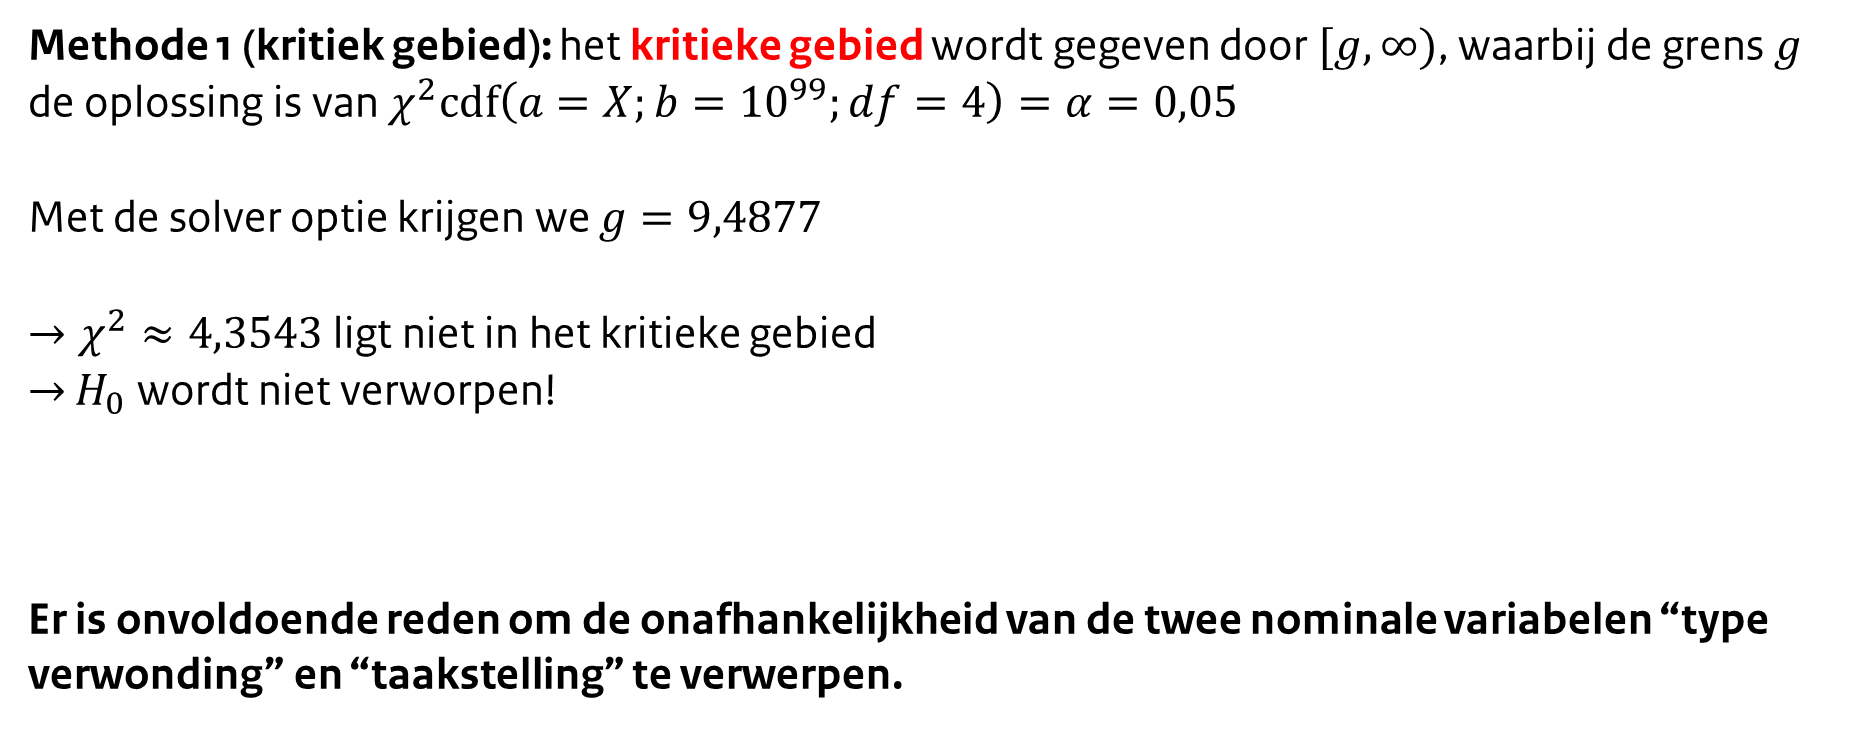 Methode 1 (kritiek gebied): het kritieke gebied wordt gegeven door [g, ∞), waarbij de grens g
de oplossing is van χ²cdf(a = X; b = 10⁹⁹; df = 4) = α = 0,05
Met de solver optie krijgen we g = 9,4877
→ χ² ≈ 4,3543 ligt niet in het kritieke gebied
→ H₀ wordt niet verworpen!
Er is onvoldoende reden om de onafhankelijkheid van de twee nominale variabelen “type
verwonding” en “taakstelling” te verwerpen.